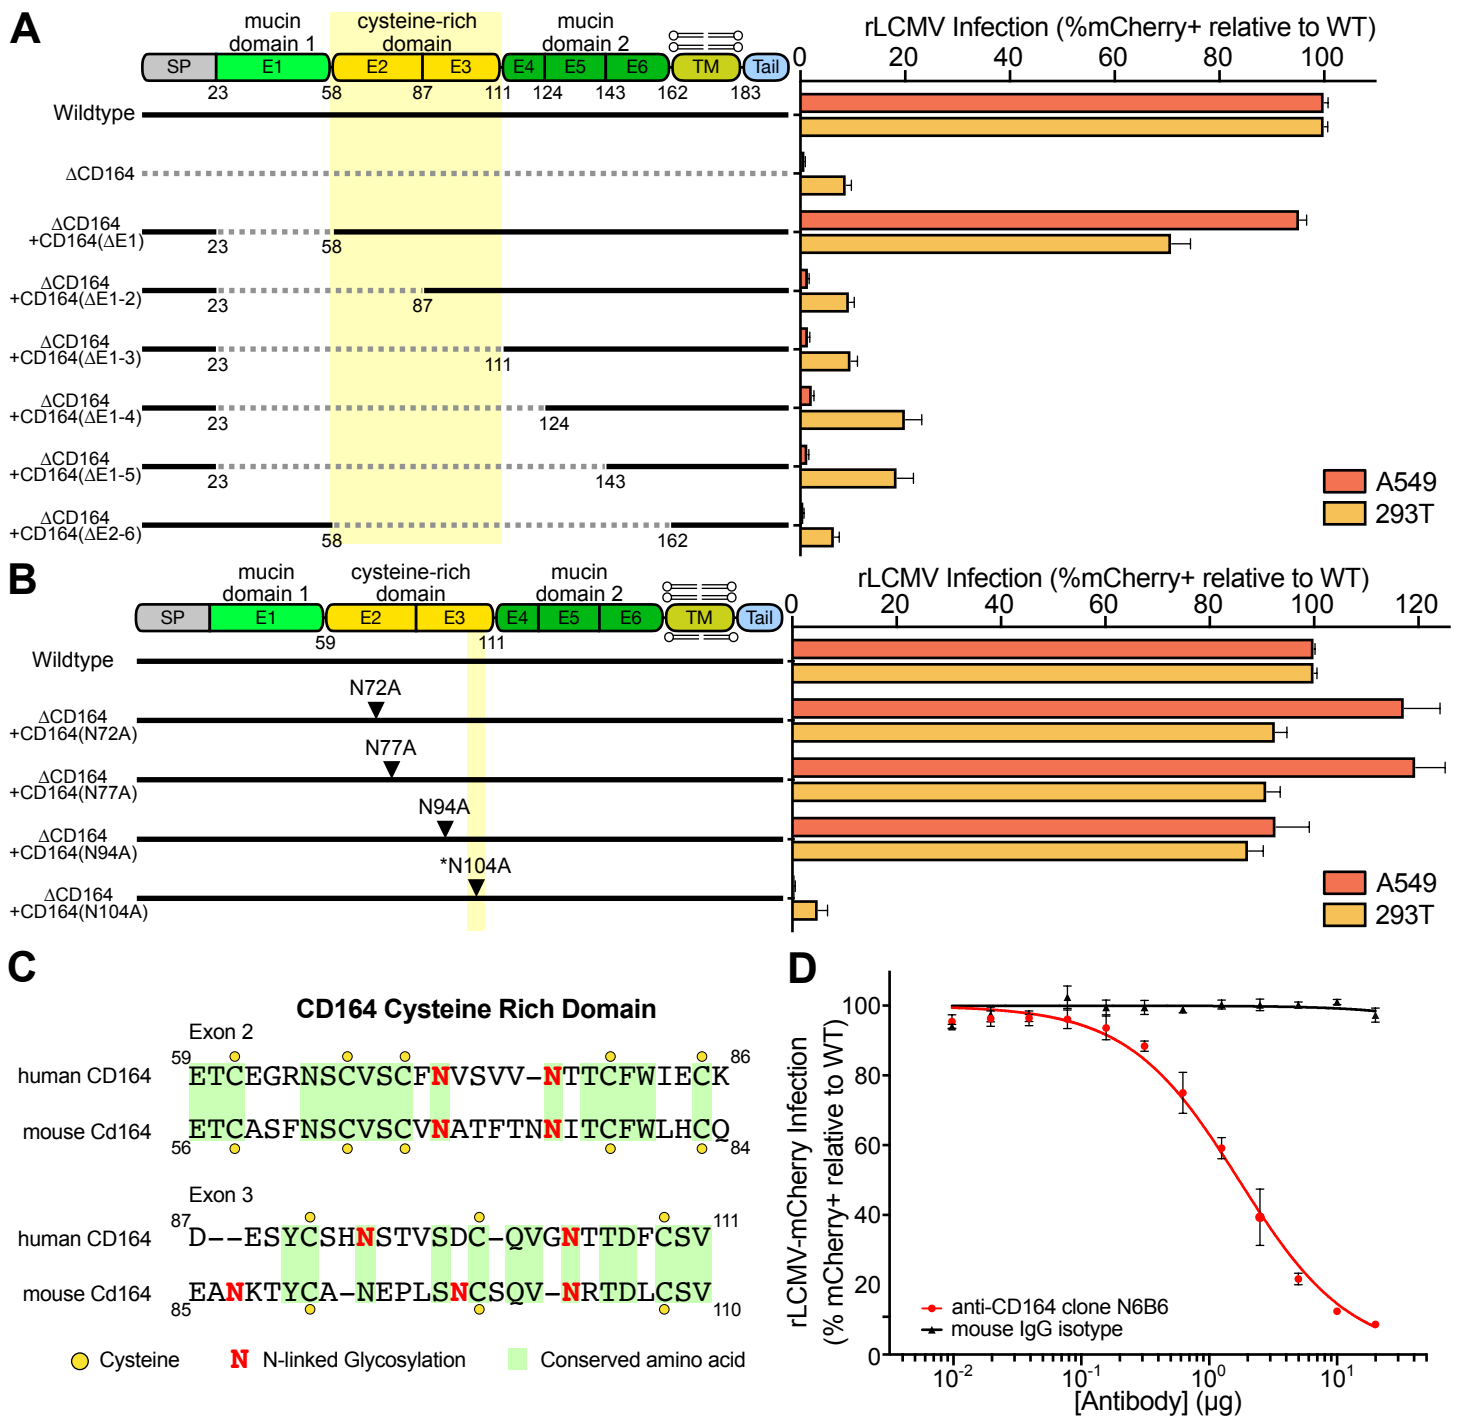 A
mucin domain 1
cysteine-rich domain
mucin domain 2
SP E1 E2 E3 E4 E5 E6 TM Tail
23 58 87 111 124 143 162 183
rLCMV Infection (%mCherry+ relative to WT)
0 20 40 60 80 100
Wildtype
ΔCD164
ΔCD164
+CD164(ΔE1)
23 58
ΔCD164
+CD164(ΔE1-2)
23 87
ΔCD164
+CD164(ΔE1-3)
23 111
ΔCD164
+CD164(ΔE1-4)
23 124
ΔCD164
+CD164(ΔE1-5)
23 143
ΔCD164
+CD164(ΔE2-6)
58 162
A549
293T
B
mucin domain 1
cysteine-rich domain
mucin domain 2
SP E1 E2 E3 E4 E5 E6 TM Tail
59 111
rLCMV Infection (%mCherry+ relative to WT)
0 20 40 60 80 100 120
Wildtype
N72A
ΔCD164
+CD164(N72A)
N77A
ΔCD164
+CD164(N77A)
N94A
ΔCD164
+CD164(N94A)
*N104A
ΔCD164
+CD164(N104A)
A549
293T
C
CD164 Cysteine Rich Domain
Exon 2
59 86
human CD164 ETCEGRNSCVSCFNVSVV-NTTCFWIECK
mouse Cd164 ETCASFNSCVSCVNATFTNNITCFWLHCQ
56 84
Exon 3
87 111
human CD164 D--ESYCSHNSTVSDC-QVGNTTDFCSV
mouse Cd164 EANKTYCA-NEPLSNCSQV-NRTDLCSV
85 110
Cysteine
N N-linked Glycosylation
Conserved amino acid
D
rLCMV-mCherry Infection
(% mCherry+ relative to WT)
100
80
60
40
20
0
anti-CD164 clone N6B6
mouse IgG isotype
10-2 10-1 100 101
[Antibody] (µg)